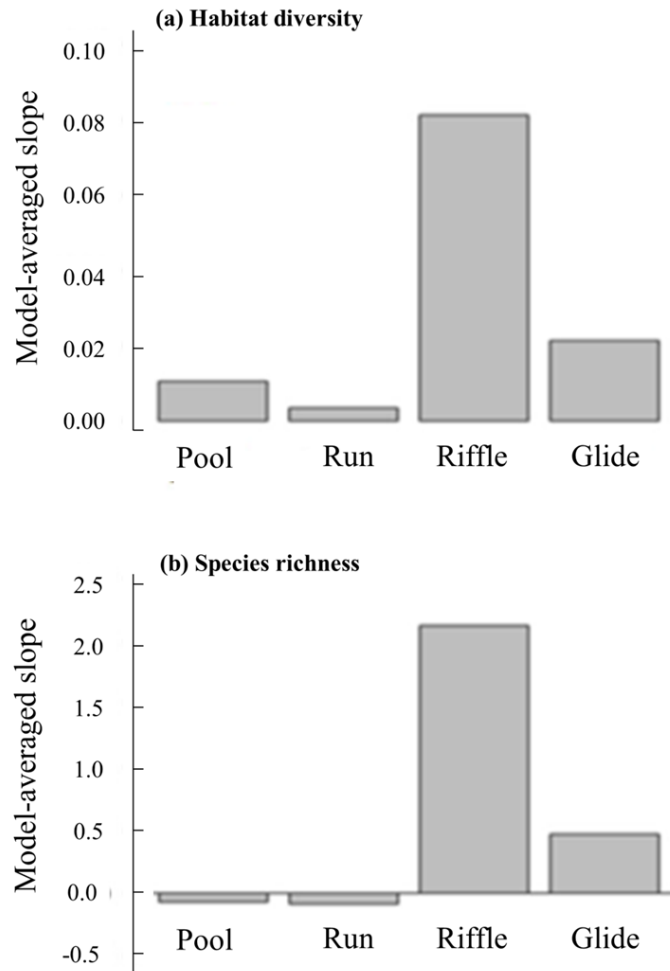 (a) Habitat diversity
Model-averaged slope
0.10
0.08
0.06
0.04
0.02
0.00
Pool Run Riffle Glide
(b) Species richness
Model-averaged slope
2.5
2.0
1.5
1.0
0.5
0.0
-0.5
Pool Run Riffle Glide